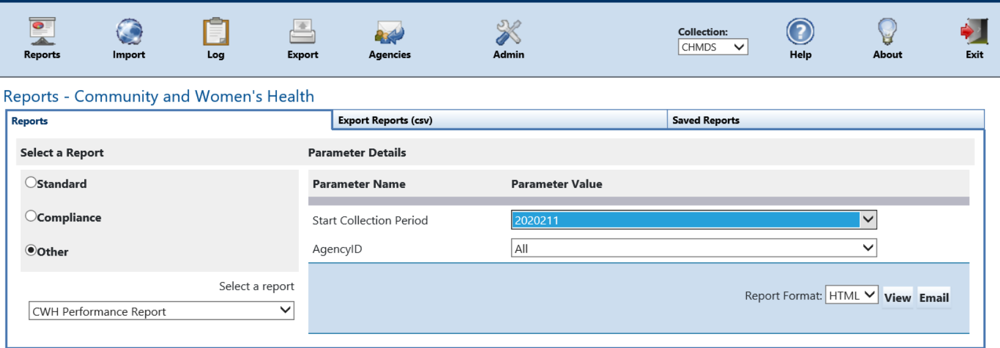 Collection:
CHMDS
Reports Import Log Export Agencies Admin Help About Exit
Reports - Community and Women's Health
Reports Export Reports (csv) Saved Reports
Select a Report Parameter Details
Standard Parameter Name Parameter Value
Compliance Start Collection Period 2020211
Other AgencyID All
Select a report
Report Format: HTML View Email
CWH Performance Report